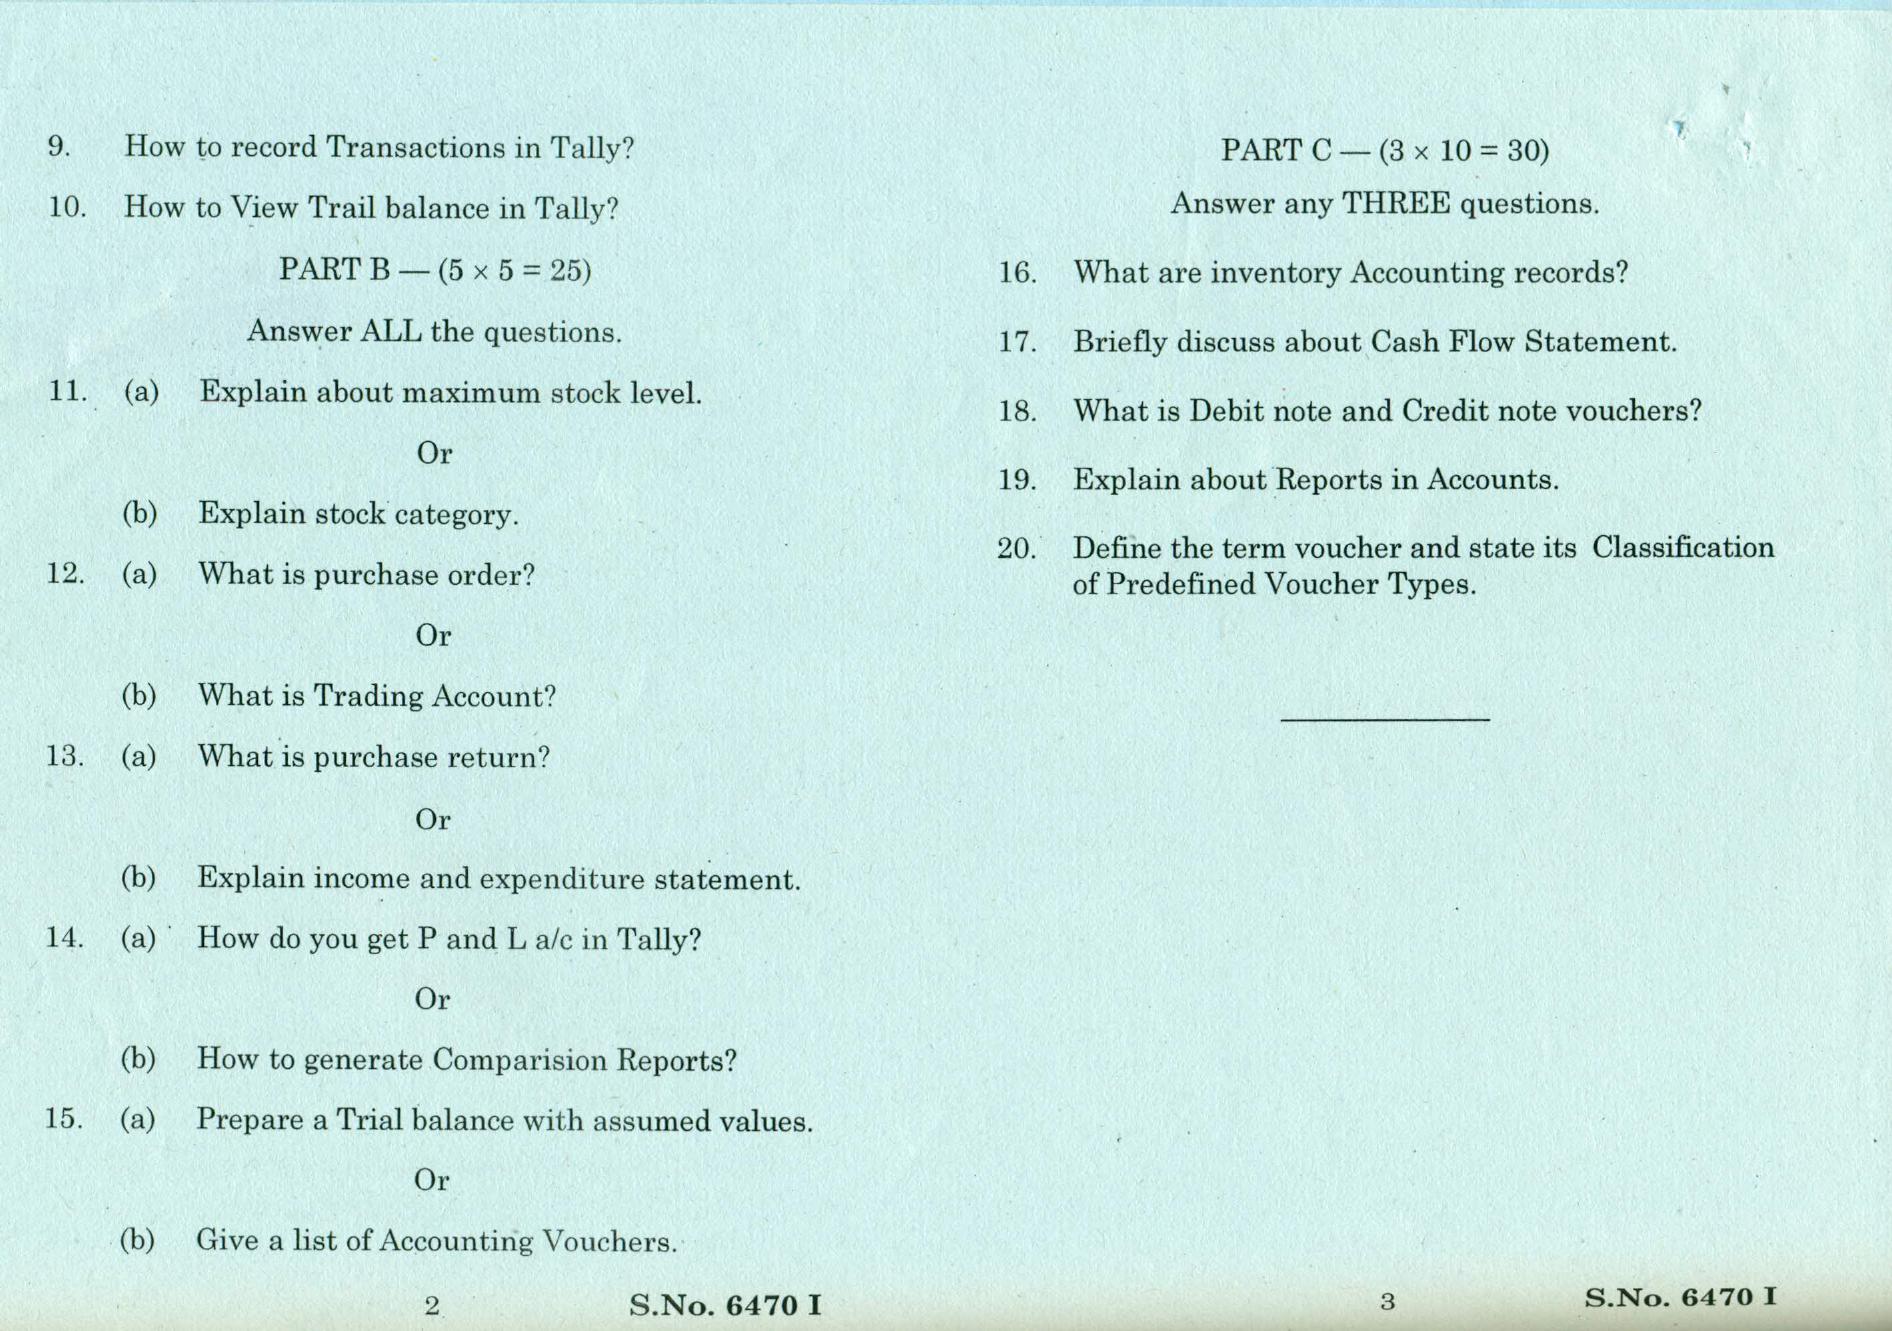 9. How to record Transactions in Tally?
10. How to View Trail balance in Tally?
PART B — (5 × 5 = 25)
Answer ALL the questions.
11. (a) Explain about maximum stock level.
Or
(b) Explain stock category.
12. (a) What is purchase order?
Or
(b) What is Trading Account?
13. (a) What is purchase return?
Or
(b) Explain income and expenditure statement.
14. (a) How do you get P and L a/c in Tally?
Or
(b) How to generate Comparision Reports?
15. (a) Prepare a Trial balance with assumed values.
Or
(b) Give a list of Accounting Vouchers.
2 S.No. 6470 I
PART C — (3 × 10 = 30)
Answer any THREE questions.
16. What are inventory Accounting records?
17. Briefly discuss about Cash Flow Statement.
18. What is Debit note and Credit note vouchers?
19. Explain about Reports in Accounts.
20. Define the term voucher and state its Classification
of Predefined Voucher Types.
3 S.No. 6470 I